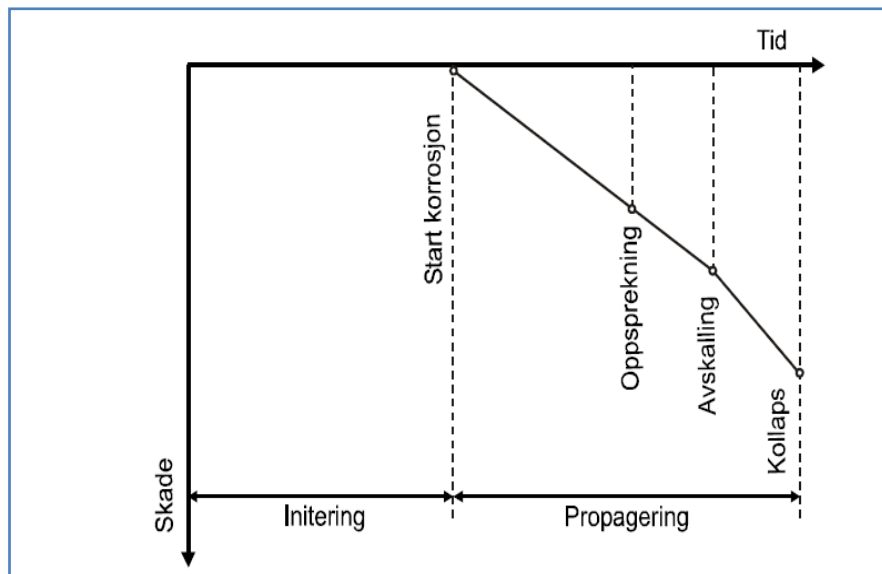 Tid
Start korrosjon
Oppsprekning
Avskalling
Kollaps
Skade
Initering
Propagering